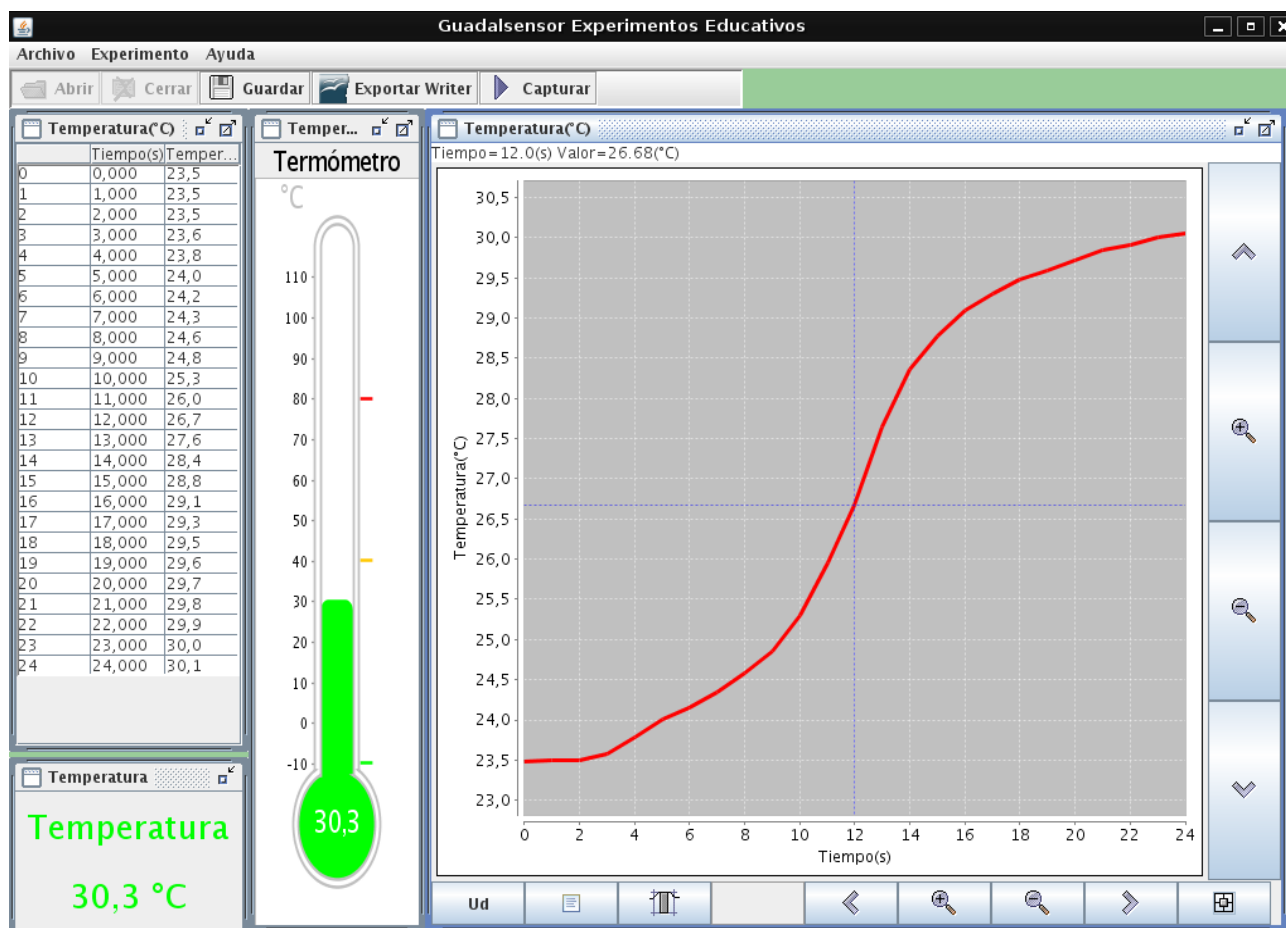 Guadalsensor Experimentos Educativos
Archivo Experimento Ayuda
Abrir Cerrar Guardar Exportar Writer Capturar
Temperatura(°C)
Tiempo(s) Temper...
0 0,000 23,5
1 1,000 23,5
2 2,000 23,5
3 3,000 23,6
4 4,000 23,8
5 5,000 24,0
6 6,000 24,2
7 7,000 24,3
8 8,000 24,6
9 9,000 24,8
10 10,000 25,3
11 11,000 26,0
12 12,000 26,7
13 13,000 27,6
14 14,000 28,4
15 15,000 28,8
16 16,000 29,1
17 17,000 29,3
18 18,000 29,5
19 19,000 29,6
20 20,000 29,7
21 21,000 29,8
22 22,000 29,9
23 23,000 30,0
24 24,000 30,1
Temperatura
Temperatura
30,3 °C
Temper...
Termómetro
°C
110
100
90
80
70
60
50
40
30
20
10
0
-10
30,3
Temperatura(°C)
Tiempo=12.0(s) Valor=26.68(°C)
Temperatura(°C)
30,5
30,0
29,5
29,0
28,5
28,0
27,5
27,0
26,5
26,0
25,5
25,0
24,5
24,0
23,5
23,0
0 2 4 6 8 10 12 14 16 18 20 22 24
Tiempo(s)
Ud